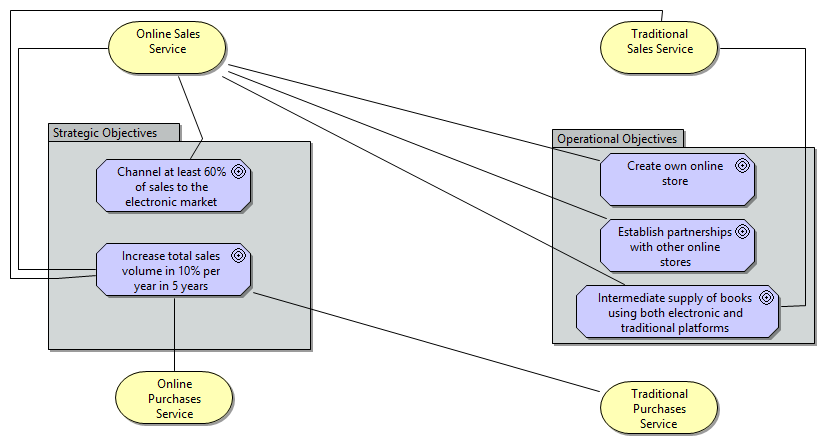 Online Sales
Service
Traditional
Sales Service
Strategic Objectives
Channel at least 60%
of sales to the
electronic market
Increase total sales
volume in 10% per
year in 5 years
Operational Objectives
Create own online
store
Establish partnerships
with other online
stores
Intermediate supply of books
using both electronic and
traditional platforms
Online
Purchases
Service
Traditional
Purchases
Service